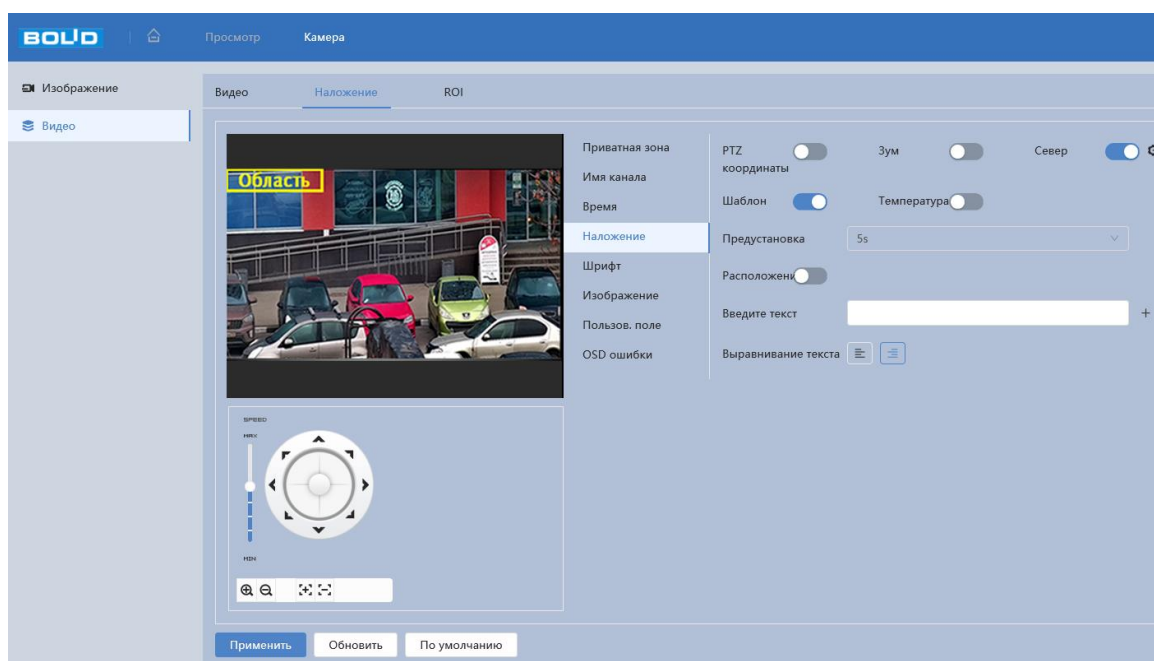 BOLID
Просмотр
Камера
Изображение
Видео
Видео
Наложение
ROI
Область
Приватная зона
Имя канала
Время
Наложение
Шрифт
Изображение
Пользов. поле
OSD ошибки
PTZ
координаты
Зум
Север
Шаблон
Температура
Предустановка
5s
Расположени
Введите текст
Выравнивание текста
SPEED
MAX
MIN
Применить
Обновить
По умолчанию